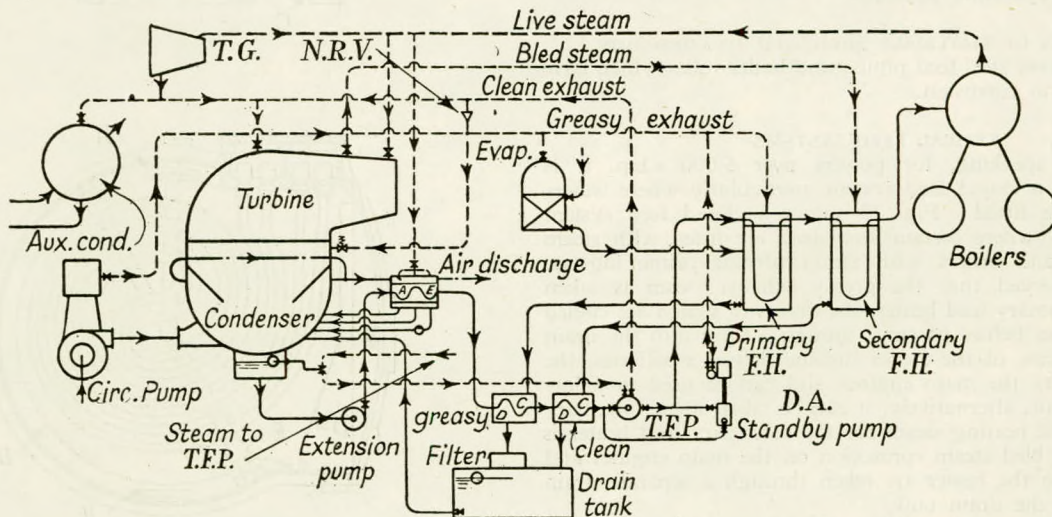 Live steam
T.G.
N.R.V.
Bled steam
Clean exhaust
Greasy exhaust
Evap.
Turbine
Aux. cond.
Air discharge
Boilers
A E
Condenser
Primary
F.H.
Secondary
F.H.
Circ. Pump
greasy
D C
D C
T.F.P.
D.A.
Standby pump
Steam to
T.F.P.
Extension
pump
clean
Filter
Drain
tank